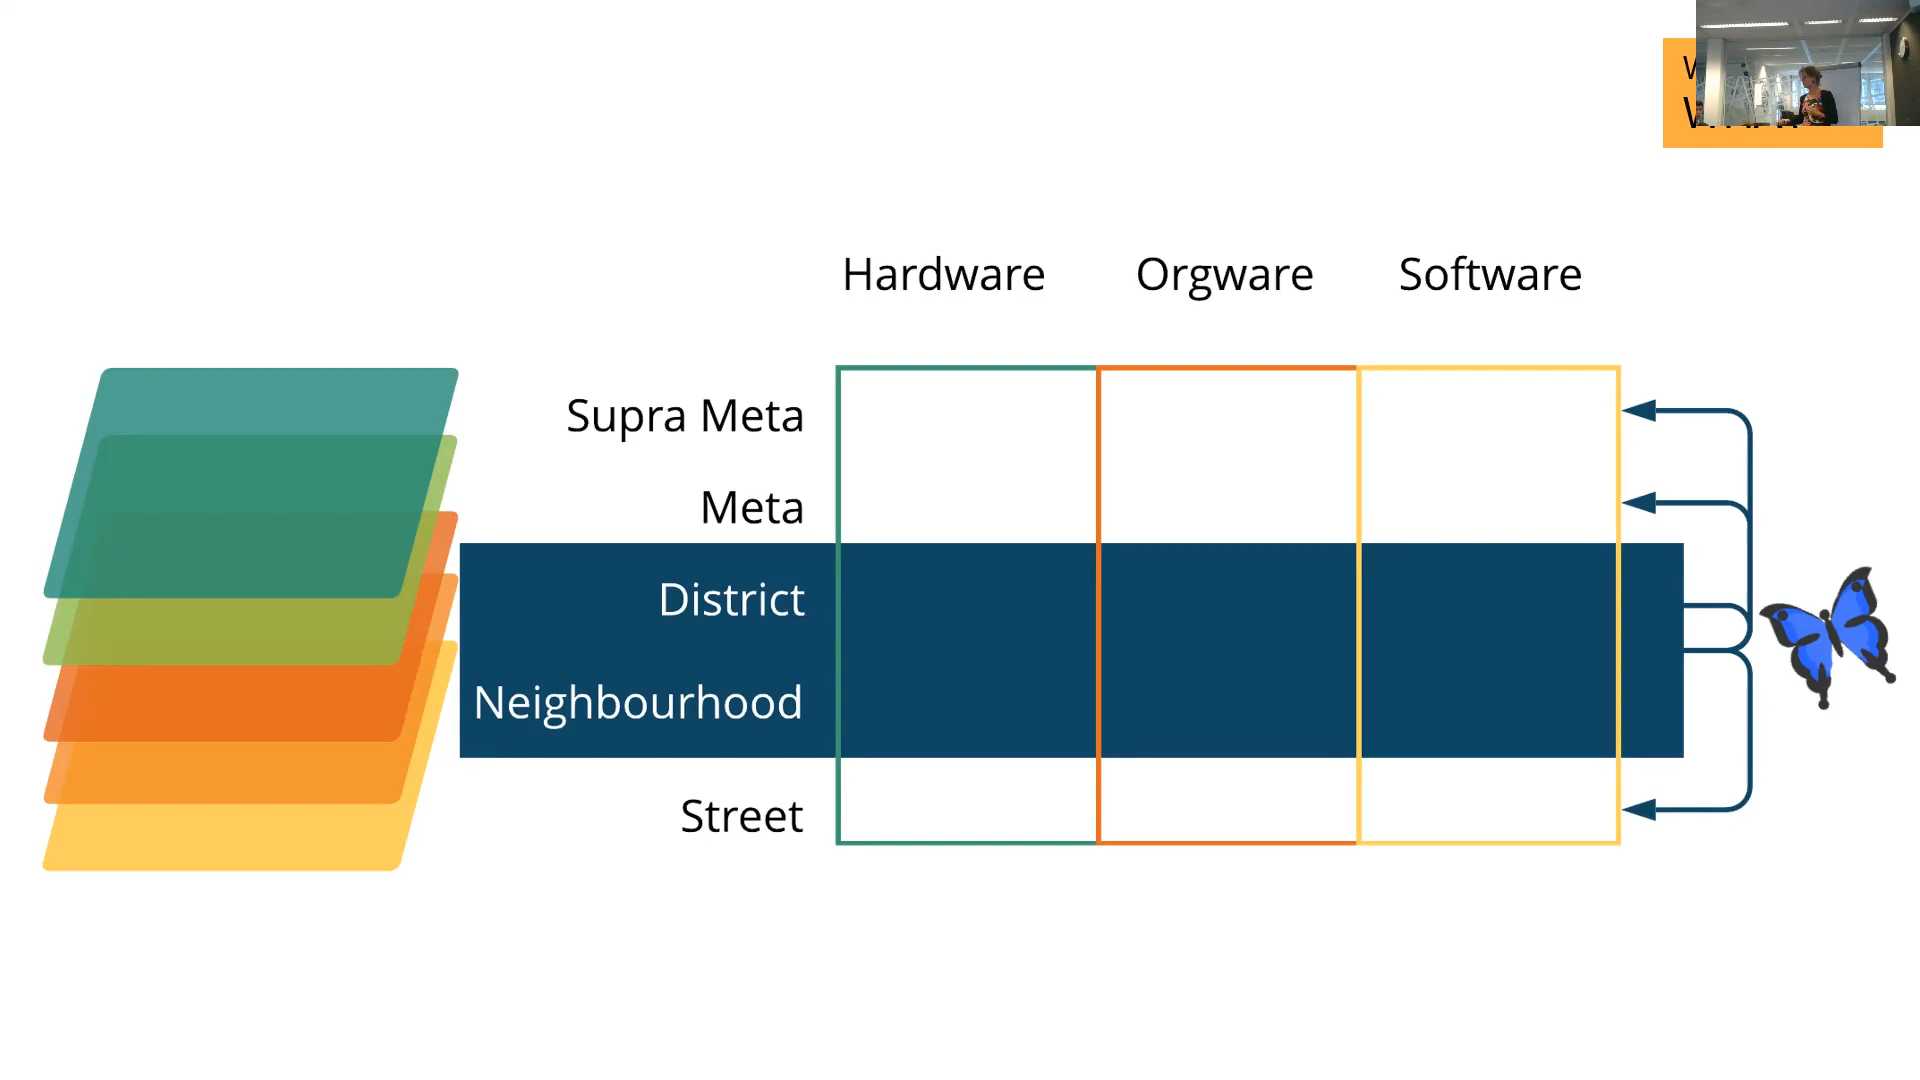 Hardware Orgware Software
Supra Meta
Meta
District
Neighbourhood
Street